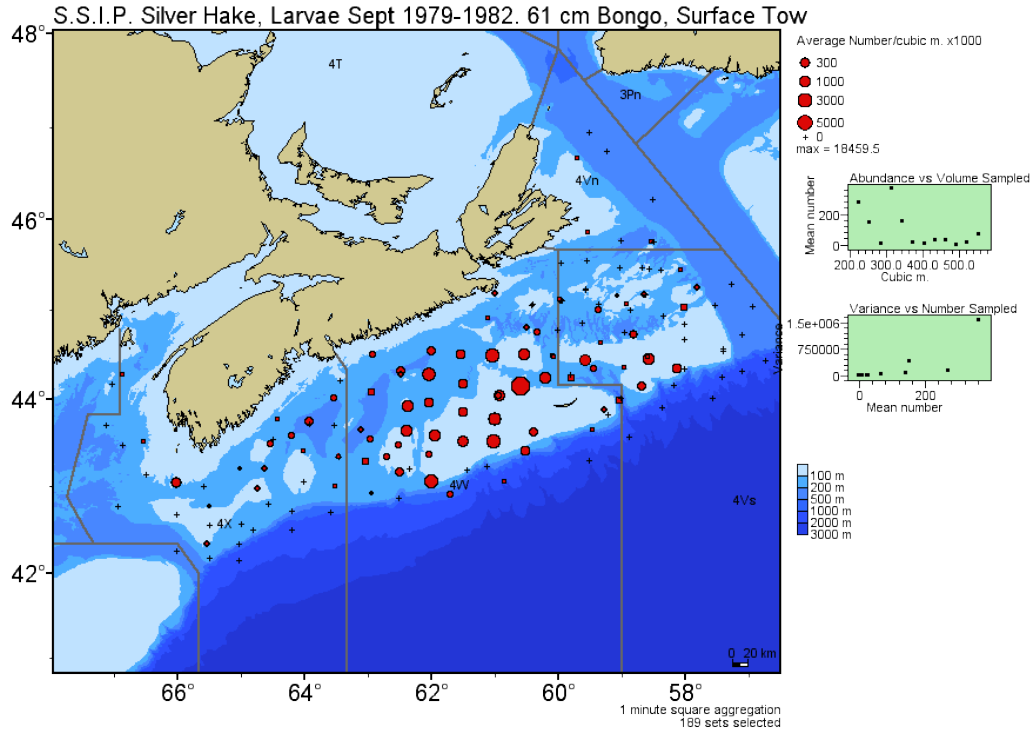 S.S.I.P. Silver Hake, Larvae Sept 1979-1982. 61 cm Bongo, Surface Tow
48°
46°
44°
42°
66°
64°
62°
60°
58°
4T
3Pn
4Vn
4W
4X
4Vs
0 20 km
1 minute square aggregation
189 sets selected
Average Number/cubic m. x1000
300
1000
3000
5000
0
max = 18459.5
Abundance vs Volume Sampled
Mean number
200
0
200.0 300.0 400.0 500.0
Cubic m.
Variance vs Number Sampled
Variance
1.5e+006
750000
0
0 200
Mean number
100 m
200 m
500 m
1000 m
2000 m
3000 m